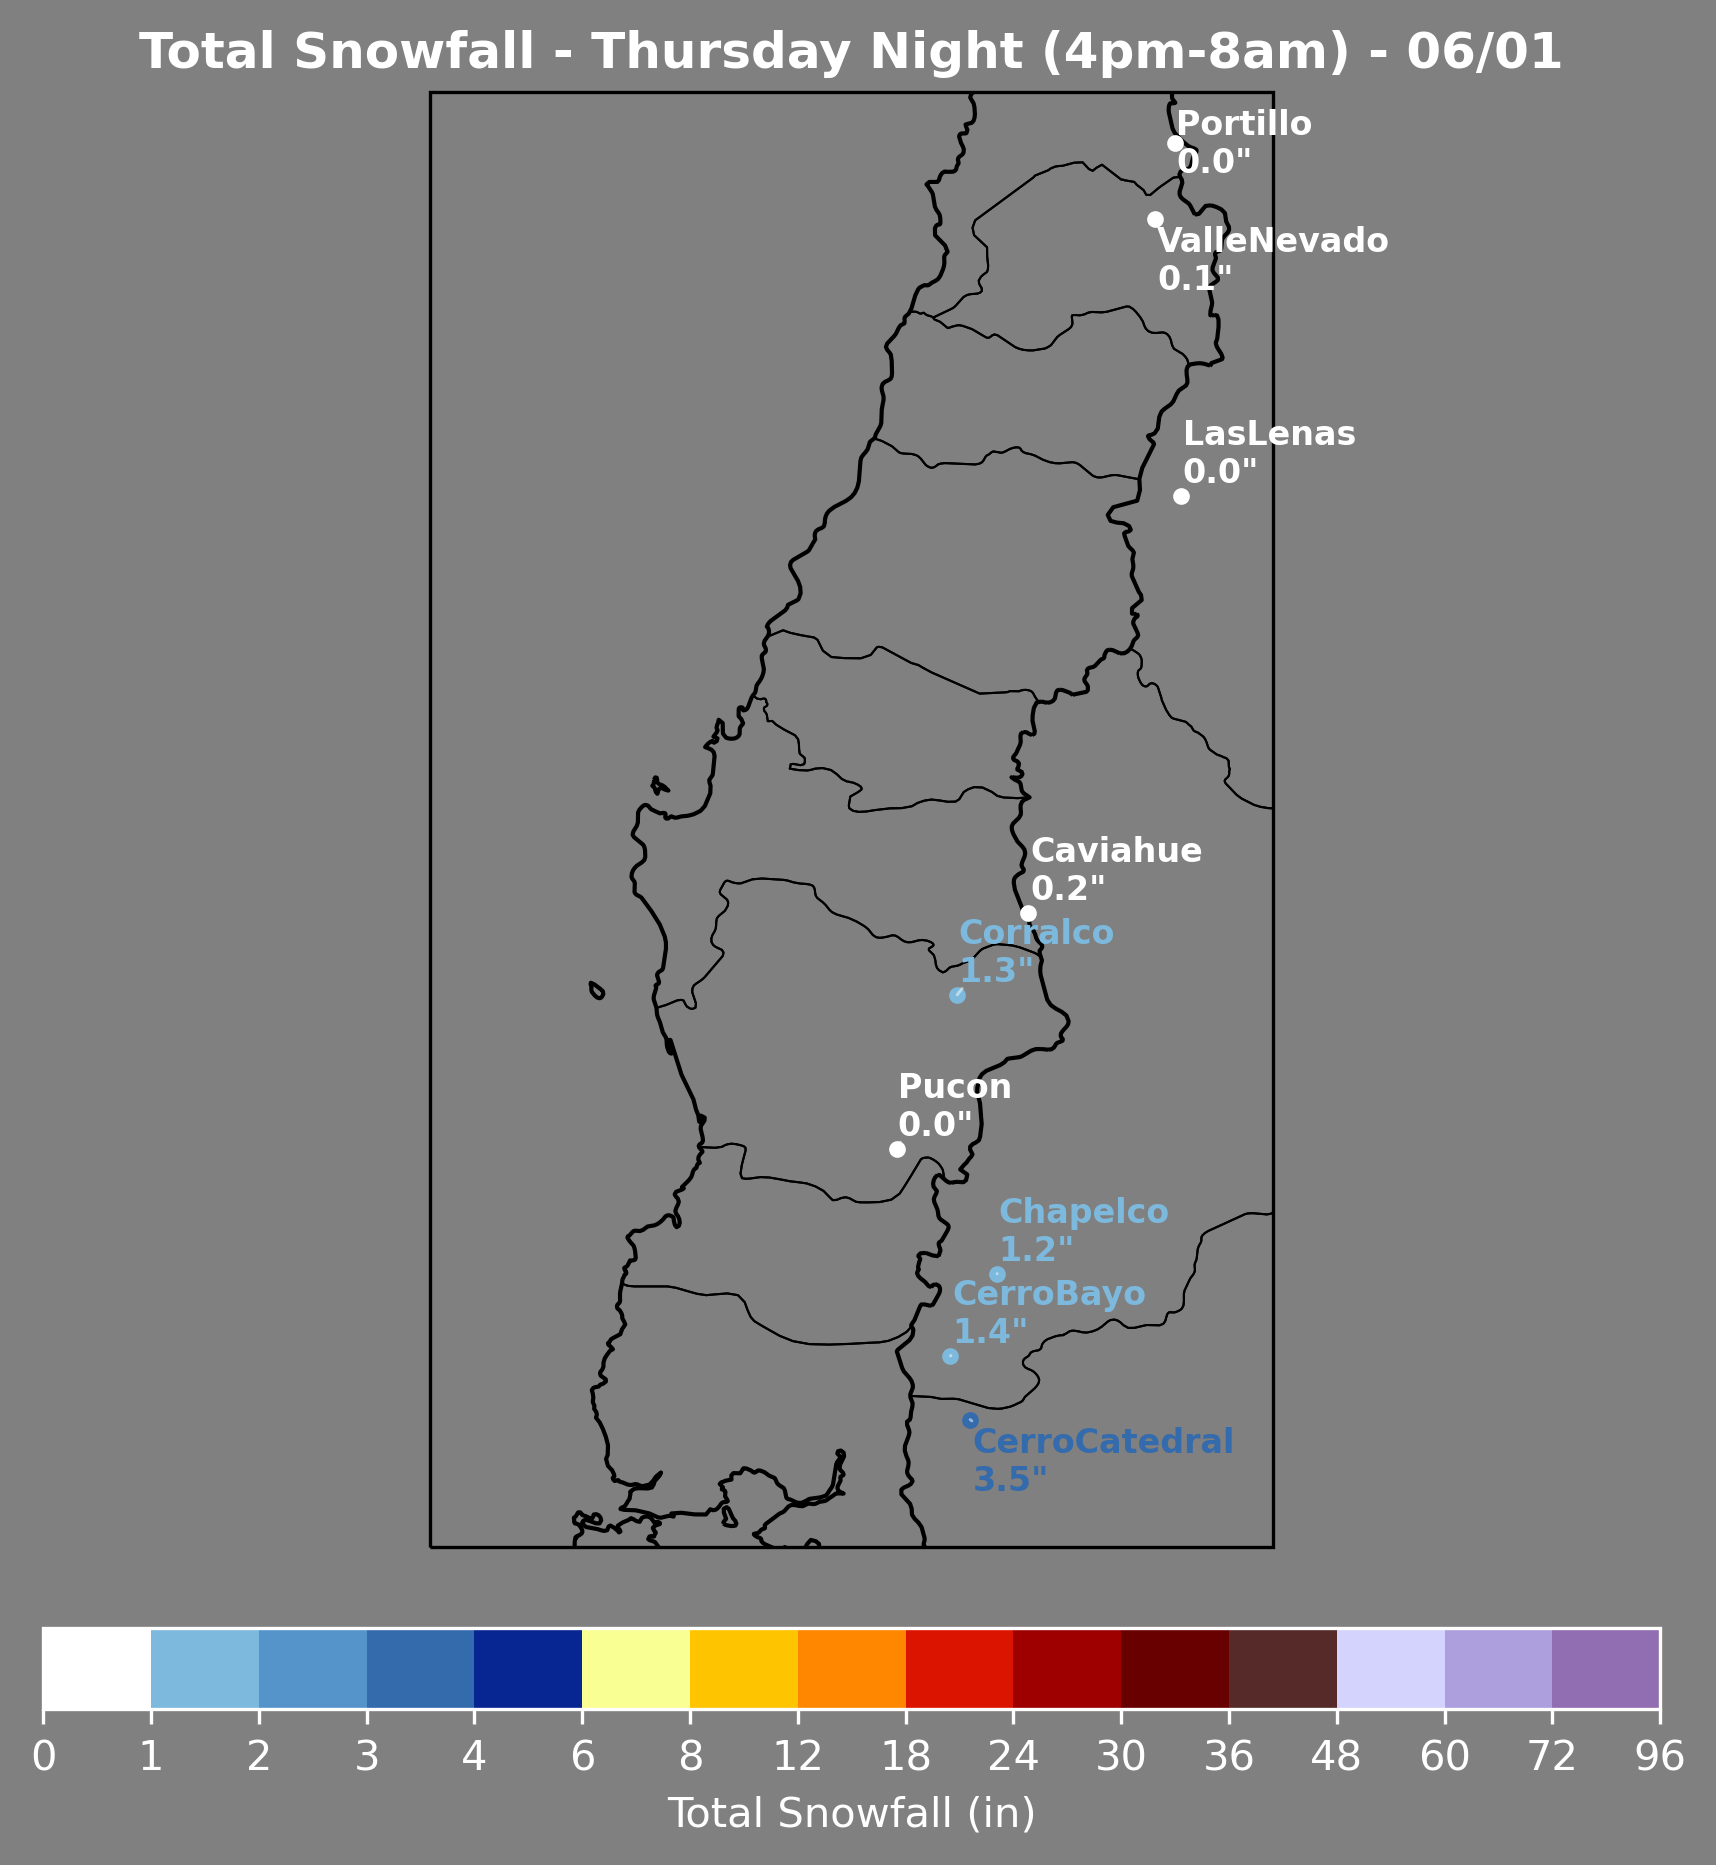 Total Snowfall - Thursday Night (4pm-8am) - 06/01
Portillo
0.0"
ValleNevado
0.1"
LasLenas
0.0"
Caviahue
0.2"
Corralco
1.3"
Pucon
0.0"
Chapelco
1.2"
CerroBayo
1.4"
CerroCatedral
3.5"
0 1 2 3 4 6 8 12 18 24 30 36 48 60 72 96
Total Snowfall (in)